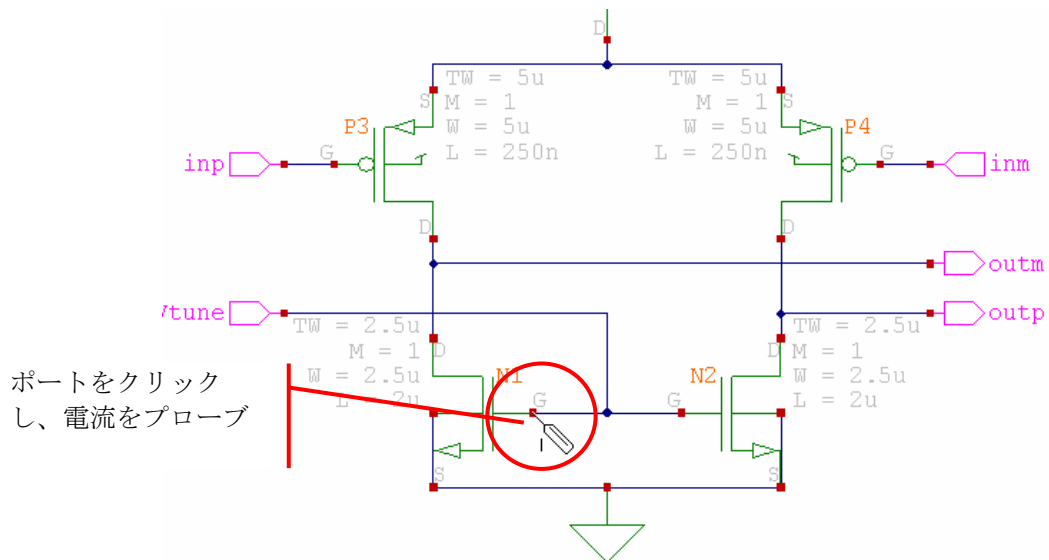 D
TW = 5u
TW = 5u
S
M = 1
M = 1
S
P3
W = 5u
W = 5u
P4
G
L = 250n
L = 250n
G
inp
inm
D
D
outm
Vtune
outp
TW = 2.5u
TW = 2.5u
M = 1
D
D
M = 1
W = 2.5u
N1
N2
W = 2.5u
L = 2u
G
G
L = 2u
ポートをクリック
し、電流をプローブ
I
S
S